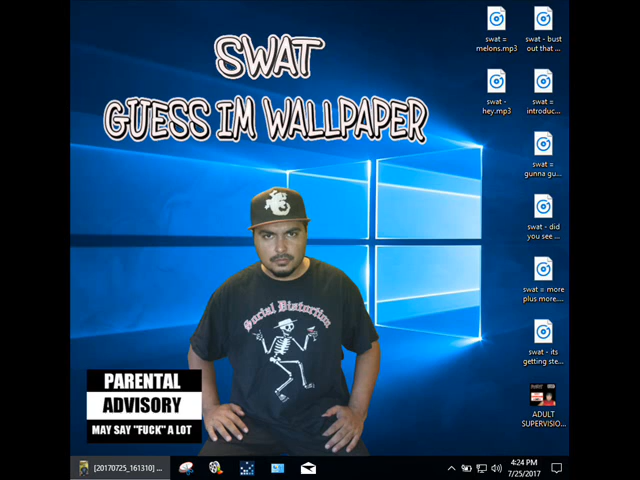 SWAT
GUESS IM WALLPAPER
Social Distortion
PARENTAL
ADVISORY
MAY SAY "FUCK" A LOT
swat =
melons.mp3
swat - bust
out that ...
swat -
hey.mp3
swat =
introduc...
swat =
gunna gu...
swat - did
you see ...
swat = more
plus more....
swat - its
getting ste...
ADULT
SUPERVISIO...
[20170725_161310] ...
4:24 PM
7/25/2017